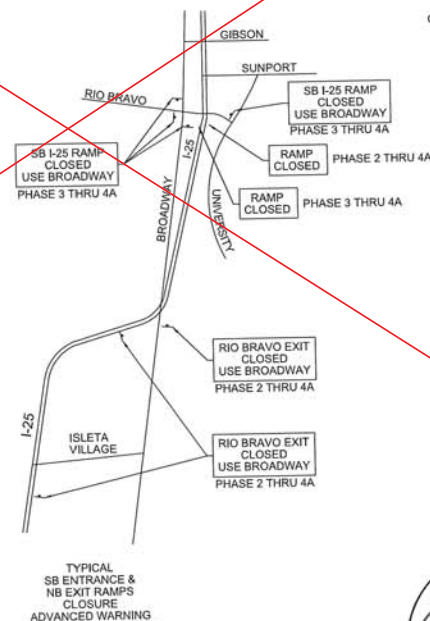 GIBSON
SUNPORT
RIO BRAVO
SB I-25 RAMP
CLOSED
USE BROADWAY
PHASE 3 THRU 4A
SB I-25 RAMP
CLOSED
USE BROADWAY
PHASE 3 THRU 4A
I-25
RAMP
CLOSED
PHASE 2 THRU 4A
RAMP
CLOSED
PHASE 3 THRU 4A
BROADWAY
UNIVERSITY
RIO BRAVO EXIT
CLOSED
USE BROADWAY
PHASE 2 THRU 4A
I-25
ISLETA
VILLAGE
RIO BRAVO EXIT
CLOSED
USE BROADWAY
PHASE 2 THRU 4A
TYPICAL
SB ENTRANCE &
NB EXIT RAMPS
CLOSURE
ADVANCED WARNING